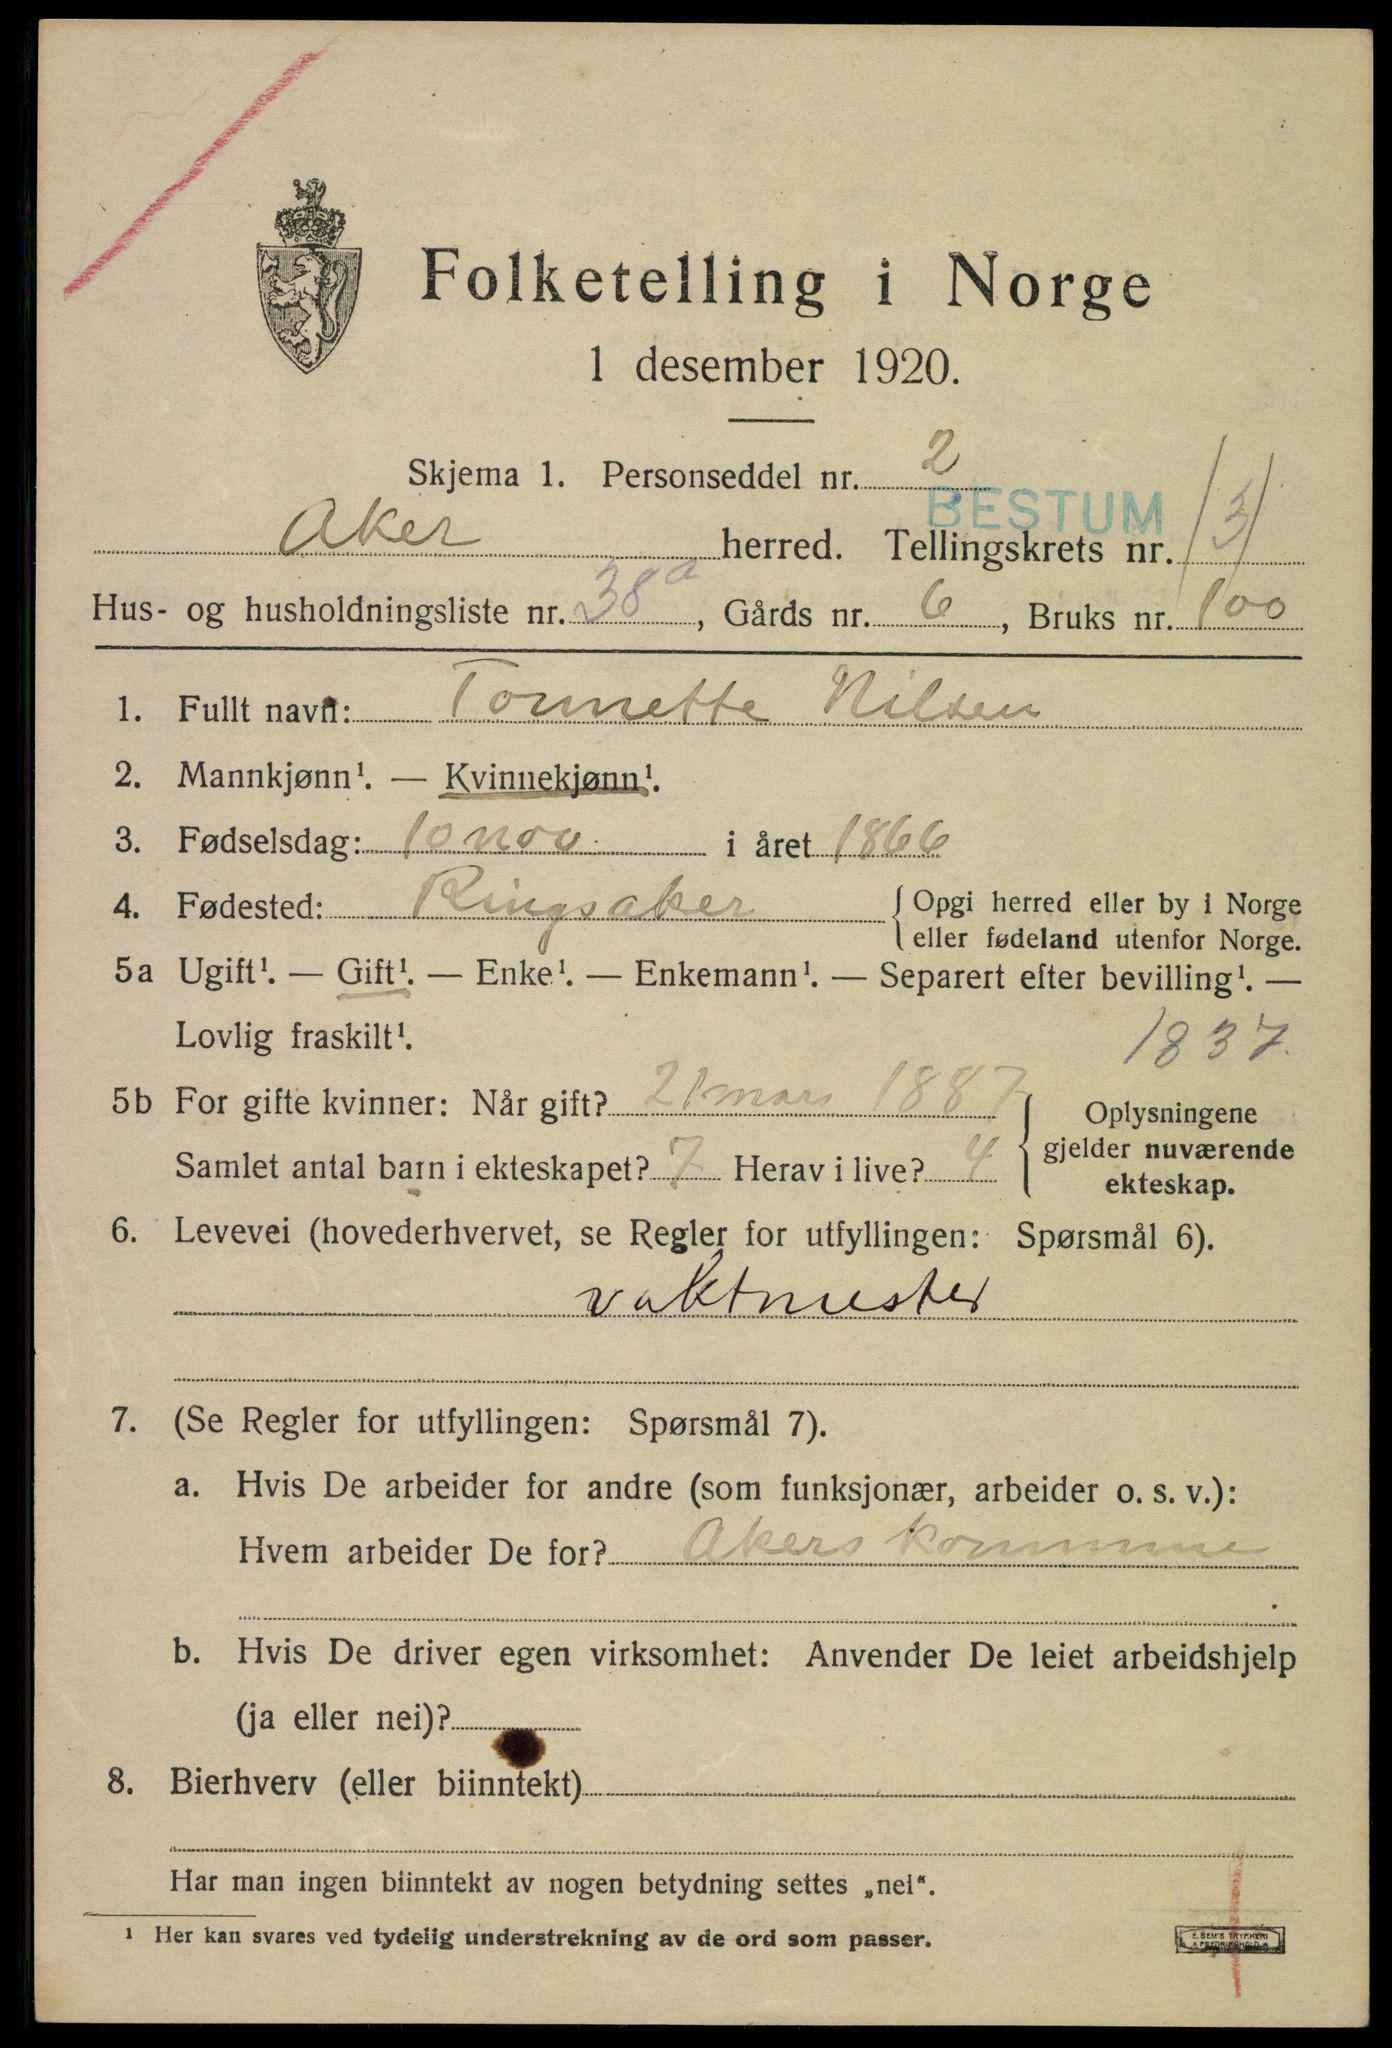 Folketelling i Norge
1 desember 1920.
Skjema 1. Personseddel nr. 2
BESTUM
Aker herred. Tellingskrets nr. 3
Hus- og husholdningsliste nr. 38a, Gårds nr. 6, Bruks nr. 100
1. Fullt navn: Tonnette Nilsen
2. Mannkjønn¹. — Kvinnekjønn¹.
3. Fødselsdag: 10 nov. i året 1866
4. Fødested: Ringsaker { Opgi herred eller by i Norge
eller fødeland utenfor Norge.
5a Ugift¹. — Gift¹. — Enke¹. — Enkemann¹. — Separert efter bevilling¹. —
Lovlig fraskilt¹.
1837.
5b For gifte kvinner: Når gift? 21 mars 1887
Samlet antal barn i ekteskapet? 7 Herav i live? 4
Oplysningene
gjelder nuværende
ekteskap.
6. Levevei (hovederhvervet, se Regler for utfyllingen: Spørsmål 6).
vaktmester
7. (Se Regler for utfyllingen: Spørsmål 7).
a. Hvis De arbeider for andre (som funksjonær, arbeider o. s. v.):
Hvem arbeider De for? Akers kommune
b. Hvis De driver egen virksomhet: Anvender De leiet arbeidshjelp
(ja eller nei)?
8. Bierhverv (eller biinntekt)
Har man ingen biinntekt av nogen betydning settes „nei“.
¹ Her kan svares ved tydelig understrekning av de ord som passer.
E. SEM'S TRYKKERI
FREDRIKSHALD